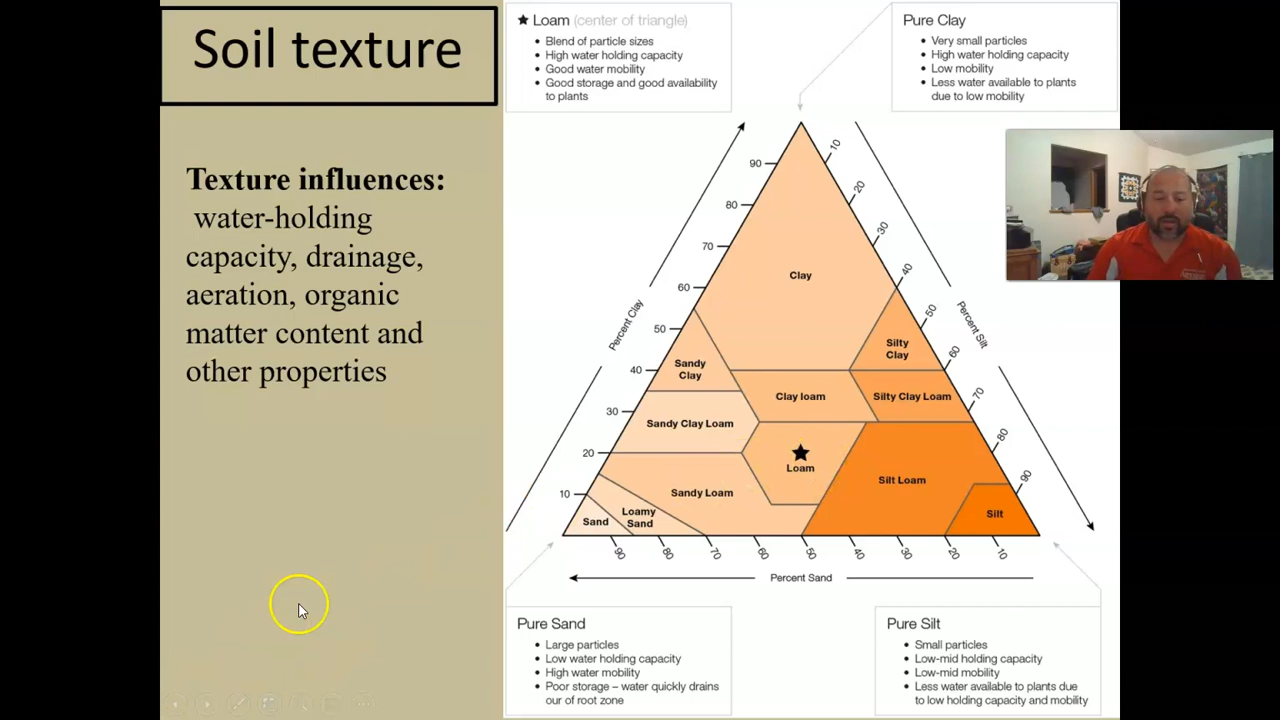 Soil texture
Texture influences:
water-holding
capacity, drainage,
aeration, organic
matter content and
other properties
★ Loam (center of triangle)
• Blend of particle sizes
• High water holding capacity
• Good water mobility
• Good storage and good availability
to plants
Pure Clay
• Very small particles
• High water holding capacity
• Low mobility
• Less water available to plants
due to low mobility
90
80
70
60
50
40
30
20
10
Percent Clay
10
20
30
40
50
60
70
80
90
Percent Silt
Clay
Silty
Clay
Sandy
Clay
Clay loam
Silty Clay Loam
Sandy Clay Loam
★
Loam
Silt Loam
Sandy Loam
Loamy
Sand
Sand
Silt
90
80
70
60
50
40
30
20
10
Percent Sand
Pure Sand
• Large particles
• Low water holding capacity
• High water mobility
• Poor storage – water quickly drains
our of root zone
Pure Silt
• Small particles
• Low-mid holding capacity
• Low-mid mobility
• Less water available to plants due
to low holding capacity and mobility